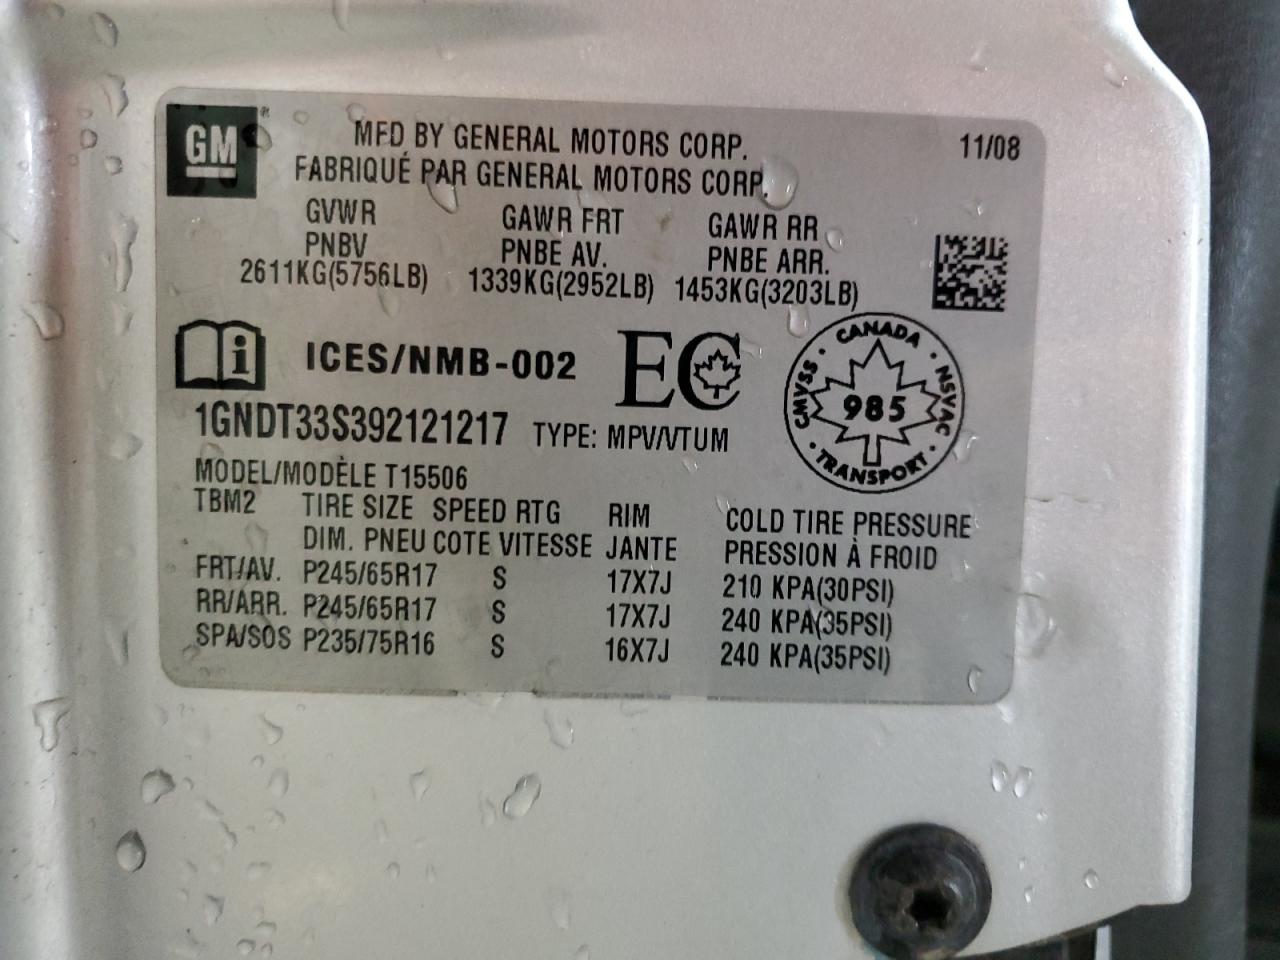 GM ® MFD BY GENERAL MOTORS CORP. 11/08
FABRIQUÉ PAR GENERAL MOTORS CORP.
GVWR GAWR FRT GAWR RR
PNBV PNBE AV. PNBE ARR.
2611KG(5756LB) 1339KG(2952LB) 1453KG(3203LB)
i ICES/NMB-002 EC
CANADA
CMVSS · 985 · NSVAC
TRANSPORT
1GNDT33S392121217 TYPE: MPV/VTUM
MODEL/MODÈLE T15506
TBM2 TIRE SIZE SPEED RTG RIM COLD TIRE PRESSURE
DIM. PNEU COTE VITESSE JANTE PRESSION À FROID
FRT/AV. P245/65R17 S 17X7J 210 KPA(30PSI)
RR/ARR. P245/65R17 S 17X7J 240 KPA(35PSI)
SPA/SOS P235/75R16 S 16X7J 240 KPA(35PSI)